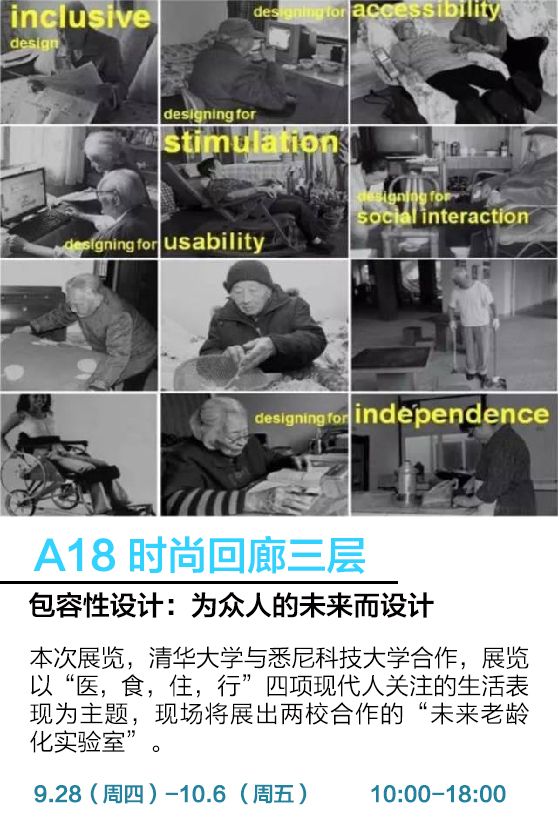 inclusive
design
designing for accessibility
designing for
stimulation
designing for usability
designing for
social interaction
designing for independence
A18 时尚回廊三层
包容性设计：为众人的未来而设计
本次展览，清华大学与悉尼科技大学合作，展览
以“医，食，住，行”四项现代人关注的生活表
现为主题，现场将展出两校合作的“未来老龄
化实验室”。
9.28（周四）-10.6（周五） 10:00-18:00